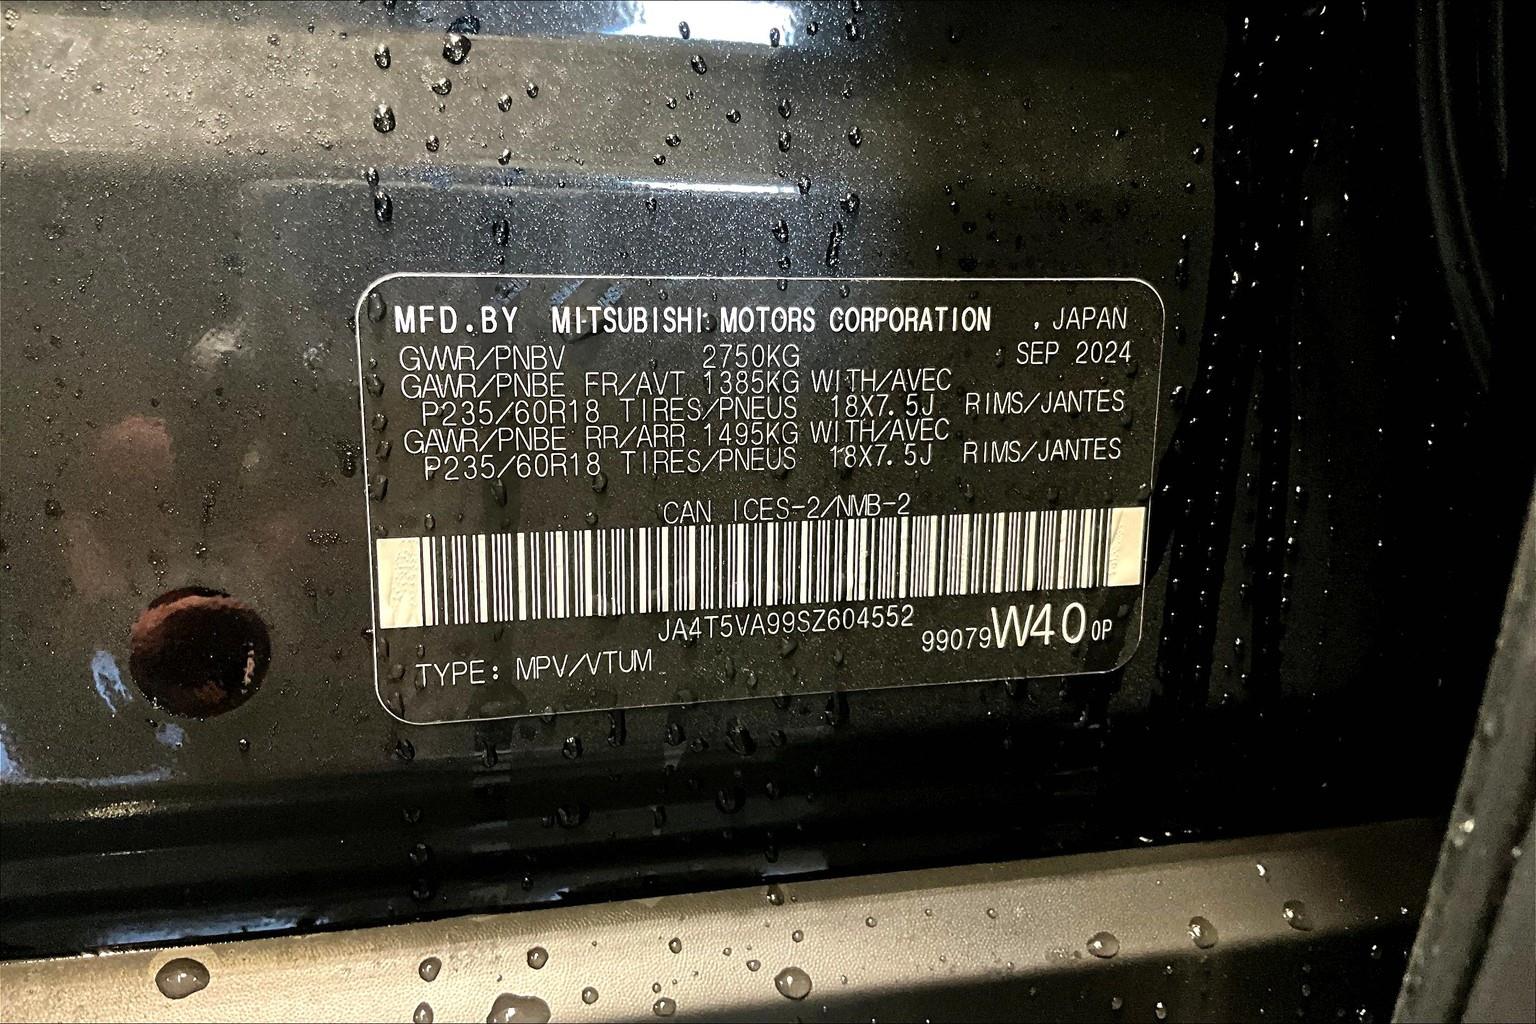 MFD.BY MITSUBISHI MOTORS CORPORATION , JAPAN
GVWR/PNBV 2750KG SEP 2024
GAWR/PNBE FR/AVT 1385KG WITH/AVEC
P235/60R18 TIRES/PNEUS 18X7.5J RIMS/JANTES
GAWR/PNBE RR/ARR 1495KG WITH/AVEC
P235/60R18 TIRES/PNEUS 18X7.5J RIMS/JANTES
CAN ICES-2/NMB-2
JA4T5VA99SZ604552
99079W40 0P
TYPE: MPV/VTUM